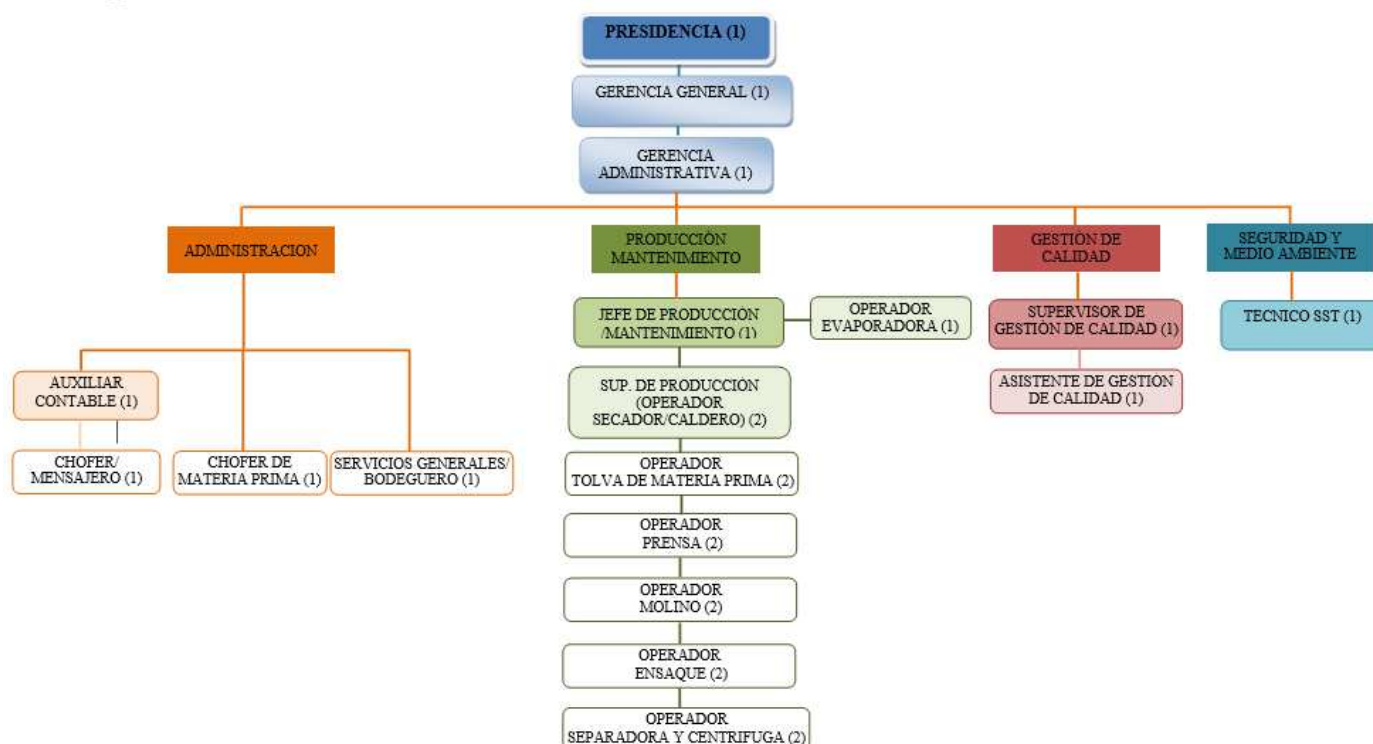 PRESIDENCIA (1)
GERENCIA GENERAL (1)
GERENCIA
ADMINISTRATIVA (1)
ADMINISTRACION
PRODUCCIÓN
MANTENIMIENTO
GESTIÓN DE
CALIDAD
SEGURIDAD Y
MEDIO AMBIENTE
JEFE DE PRODUCCIÓN
/MANTENIMIENTO (1)
OPERADOR
EVAPORADORA (1)
SUPERVISOR DE
GESTIÓN DE CALIDAD (1)
TECNICO SST (1)
AUXILIAR
CONTABLE (1)
SUP. DE PRODUCCIÓN
(OPERADOR
SECADOR/CALDERO) (2)
ASISTENTE DE GESTIÓN
DE CALIDAD (1)
CHOFER/
MENSAJERO (1)
CHOFER DE
MATERIA PRIMA (1)
SERVICIOS GENERALES/
BODEGUERO (1)
OPERADOR
TOLVA DE MATERIA PRIMA (2)
OPERADOR
PRENSA (2)
OPERADOR
MOLINO (2)
OPERADOR
ENSAQUE (2)
OPERADOR
SEPARADORA Y CENTRIFUGA (2)